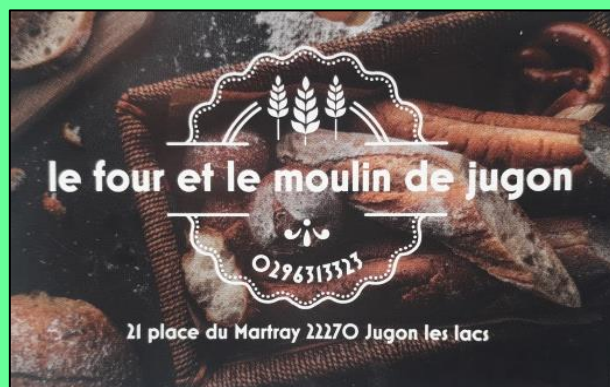 le four et le moulin de jugon
0296313323
21 place du Martray 22270 Jugon les lacs